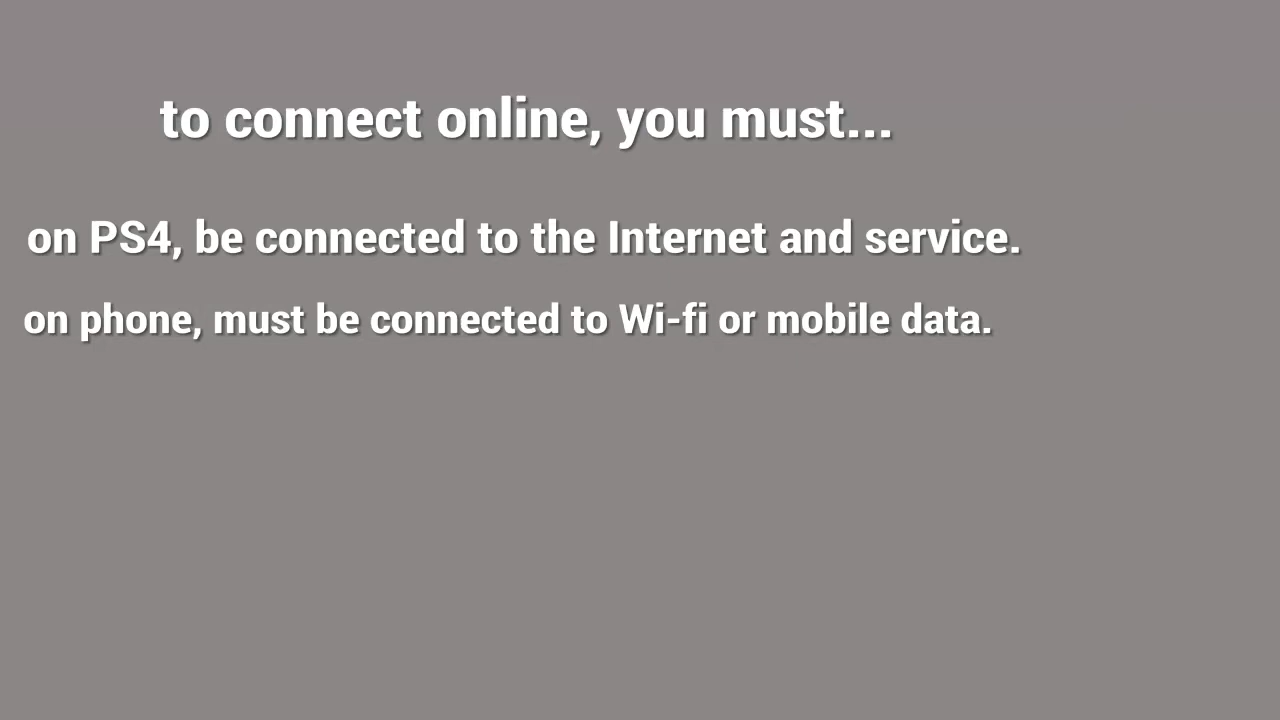 to connect online, you must...
on PS4, be connected to the Internet and service.
on phone, must be connected to Wi-fi or mobile data.